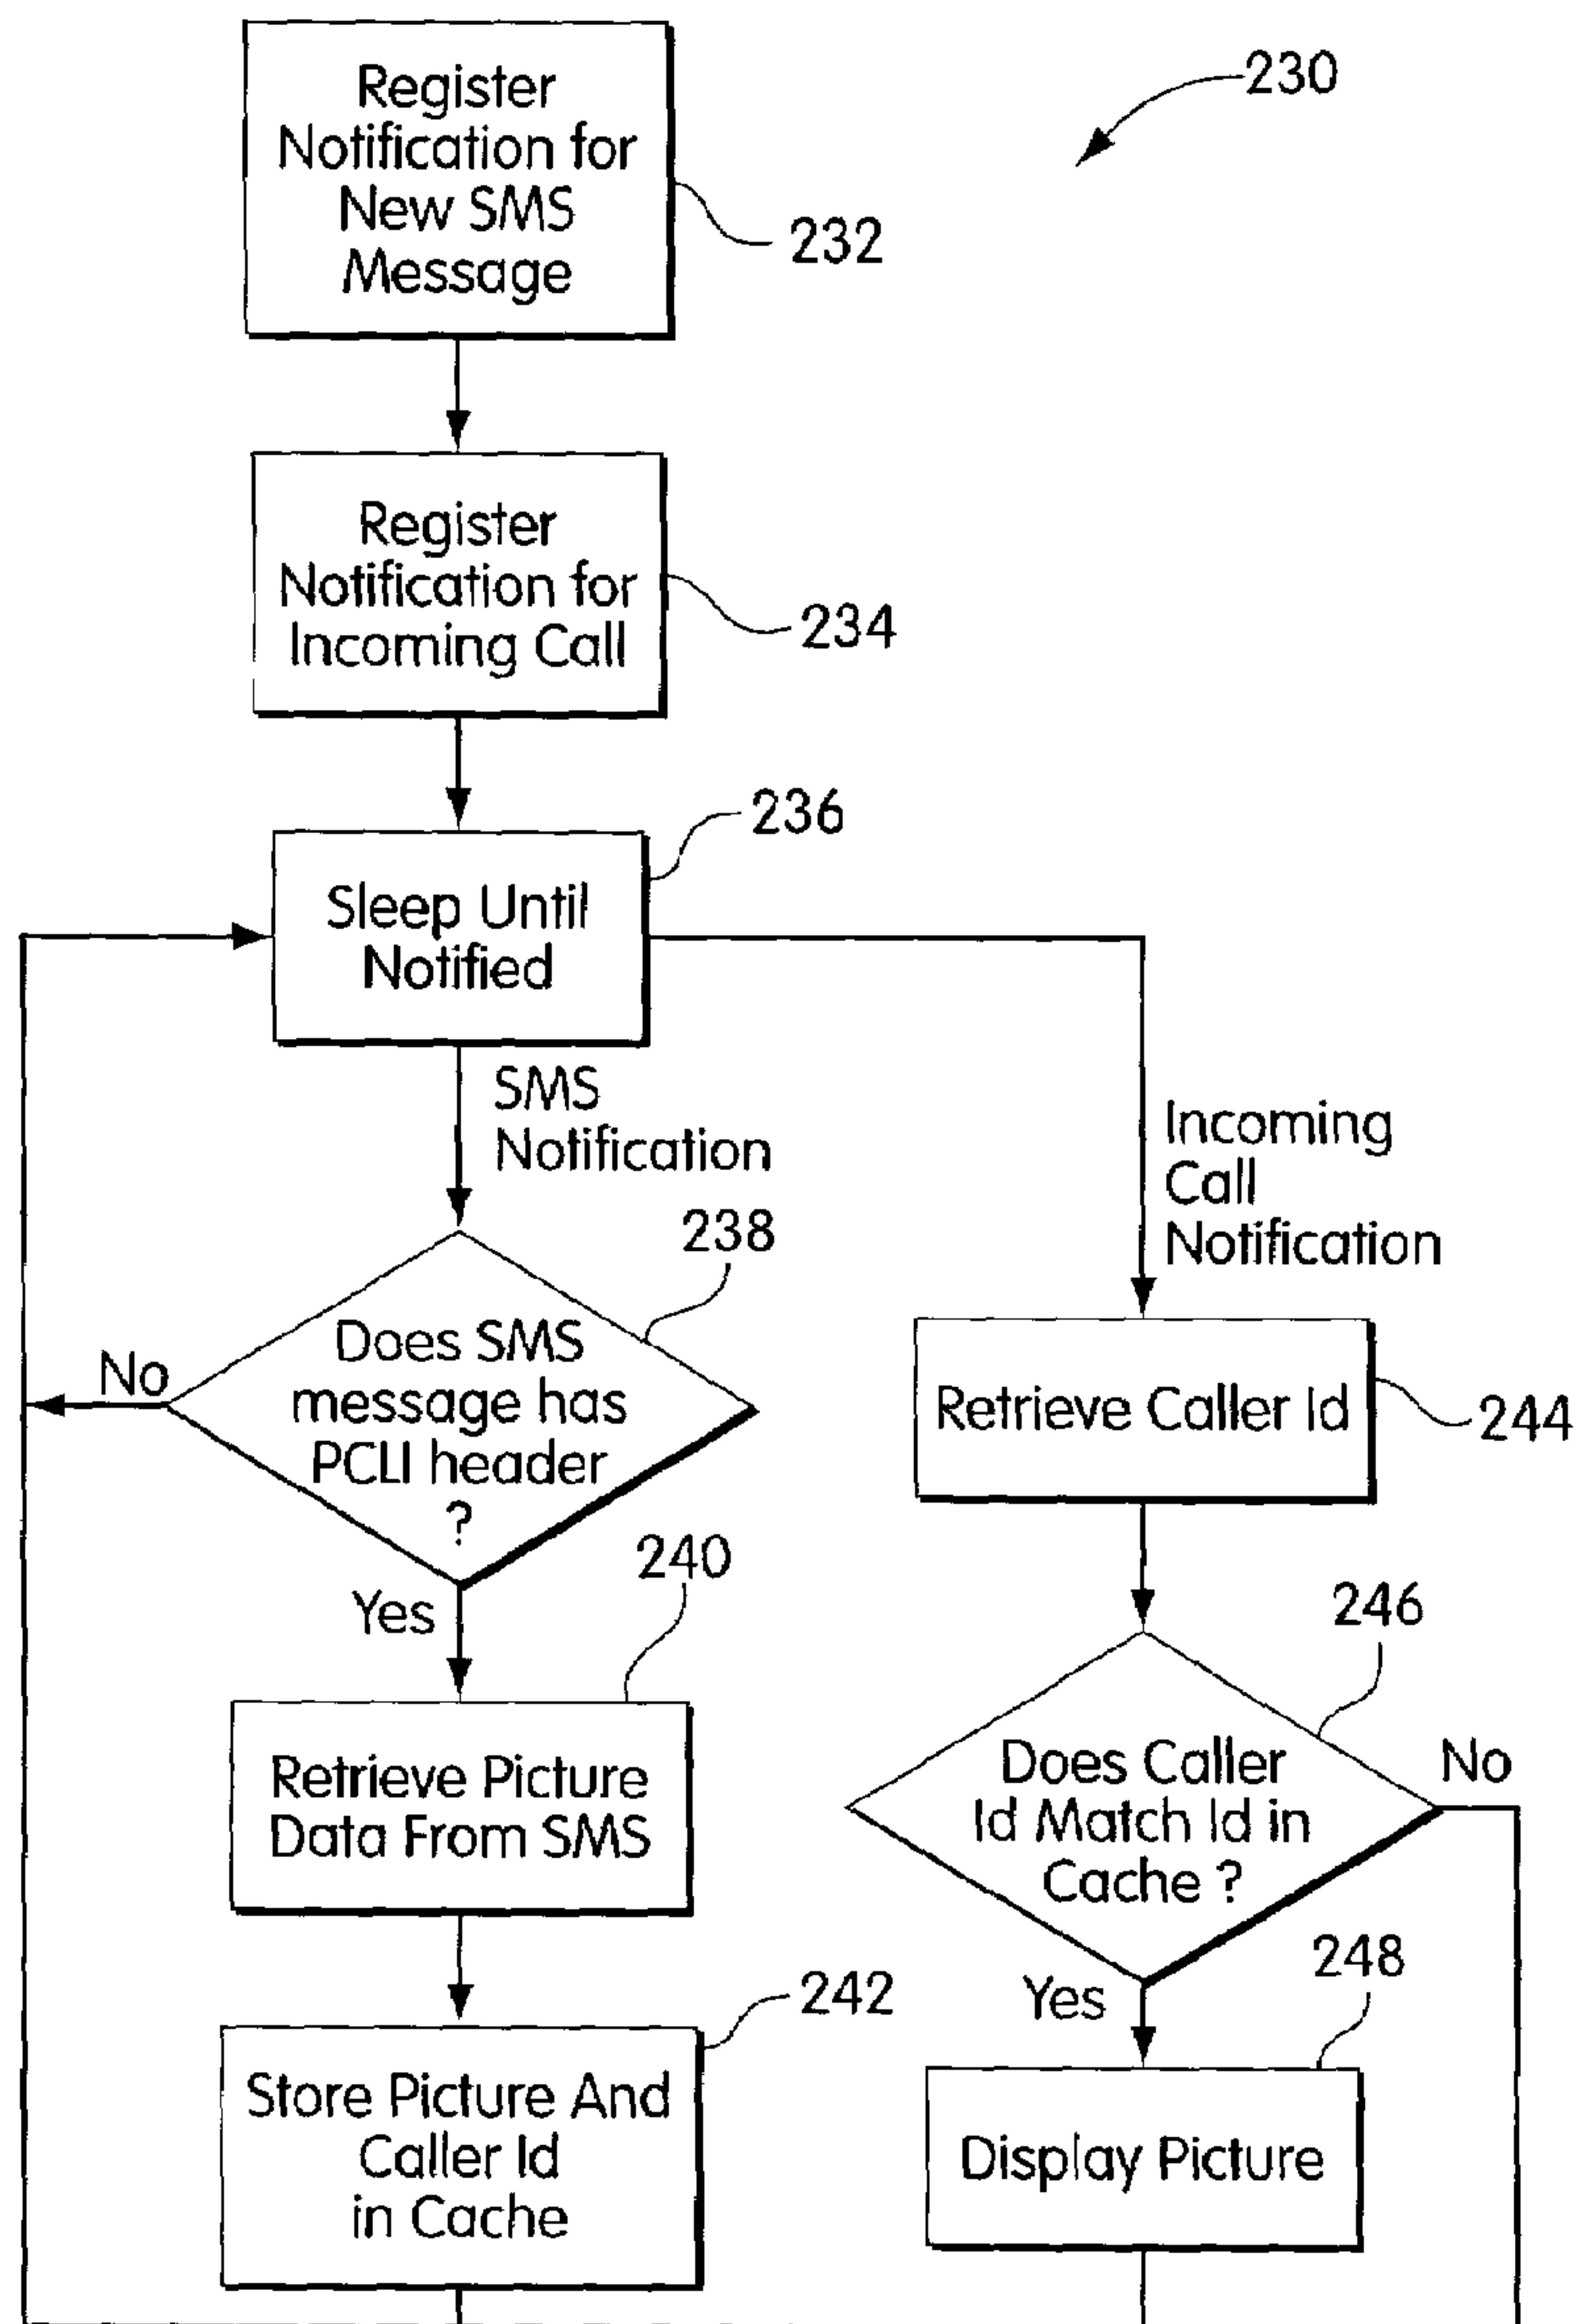 Register
Notification for
New SMS
Message
230
232
Register
Notification for
Incoming Call
234
236
Sleep Until
Notified
SMS
Notification
Incoming
Call
Notification
238
Does SMS
message has
PCLI header
?
No
Yes
Retrieve Caller Id
244
240
Retrieve Picture
Data From SMS
246
Does Caller
Id Match Id in
Cache ?
No
Yes
242
Store Picture And
Caller Id
in Cache
248
Display Picture